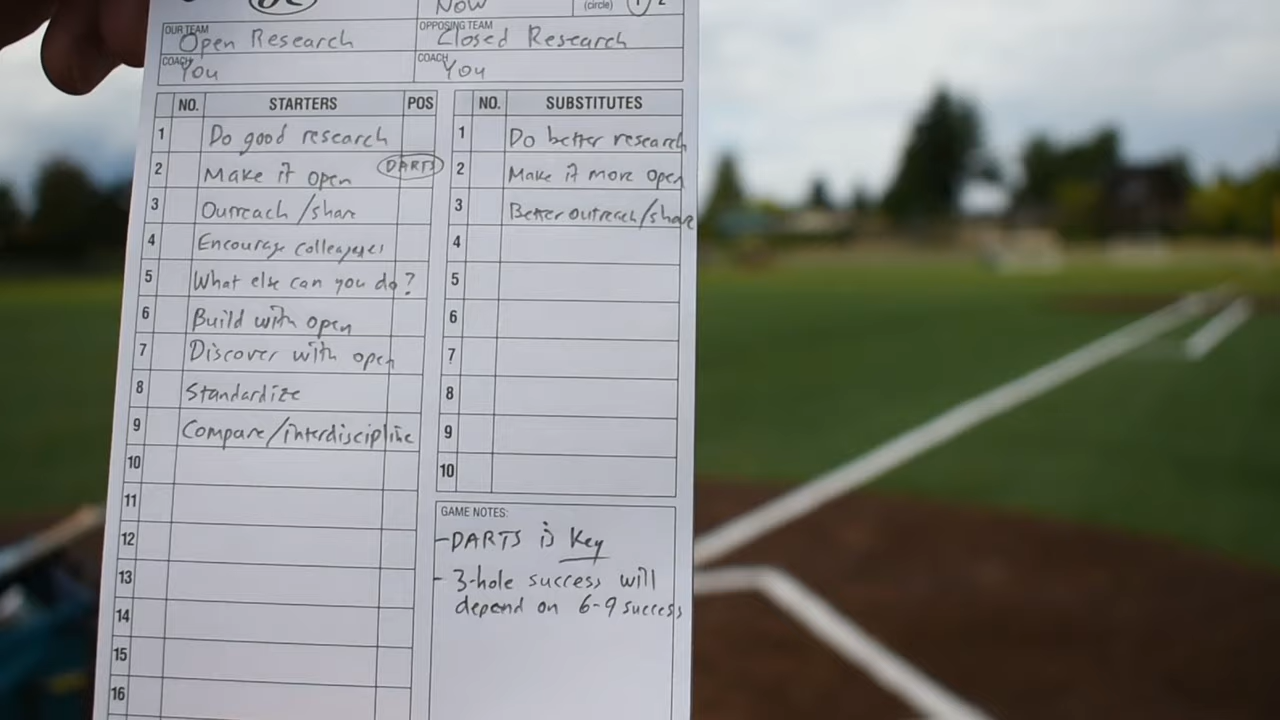 Now
(circle) 1 2
OUR TEAM Open Research
OPPOSING TEAM Closed Research
COACH You
COACH You
NO. STARTERS POS
1 Do good research
2 Make it open DARTS
3 Outreach/share
4 Encourage colleagues
5 What else can you do?
6 Build with open
7 Discover with open
8 Standardize
9 Compare/interdiscipline
10
11
12
13
14
15
16
NO. SUBSTITUTES
1 Do better research
2 Make it more open
3 Better outreach/share
4
5
6
7
8
9
10
GAME NOTES:
-DARTS is Key
- 3-hole success will
depend on 6-9 success